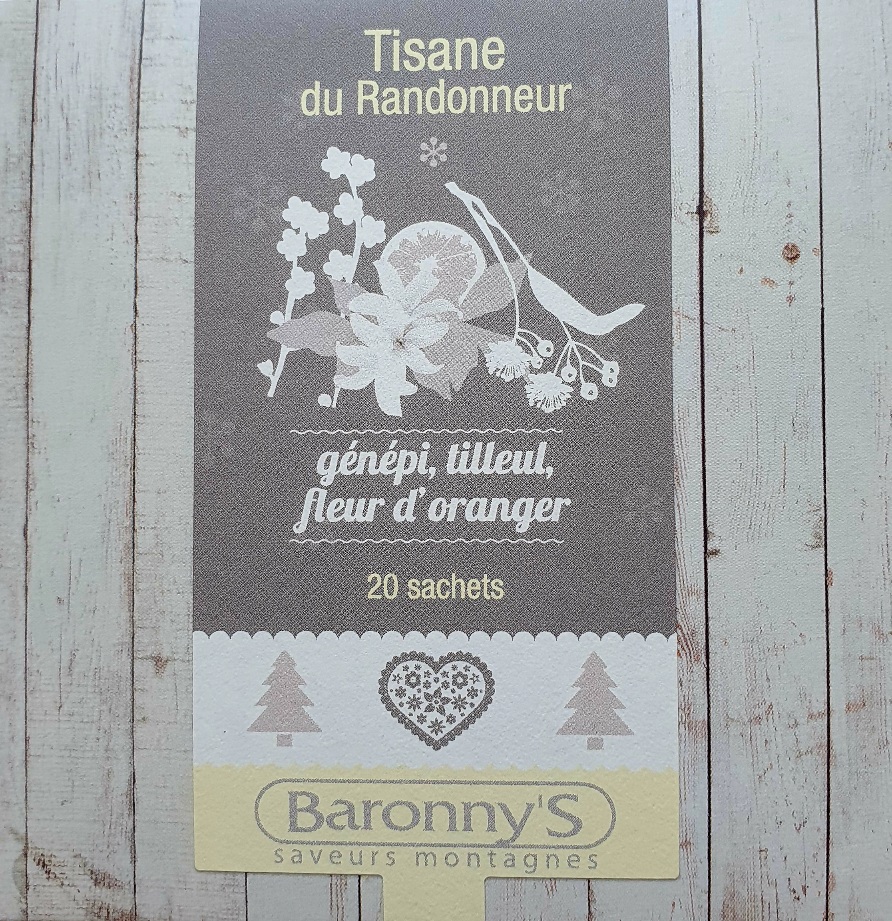 Tisane
du Randonneur
génépi, tilleul,
fleur d'oranger
20 sachets
Baronny'S
saveurs montagnes